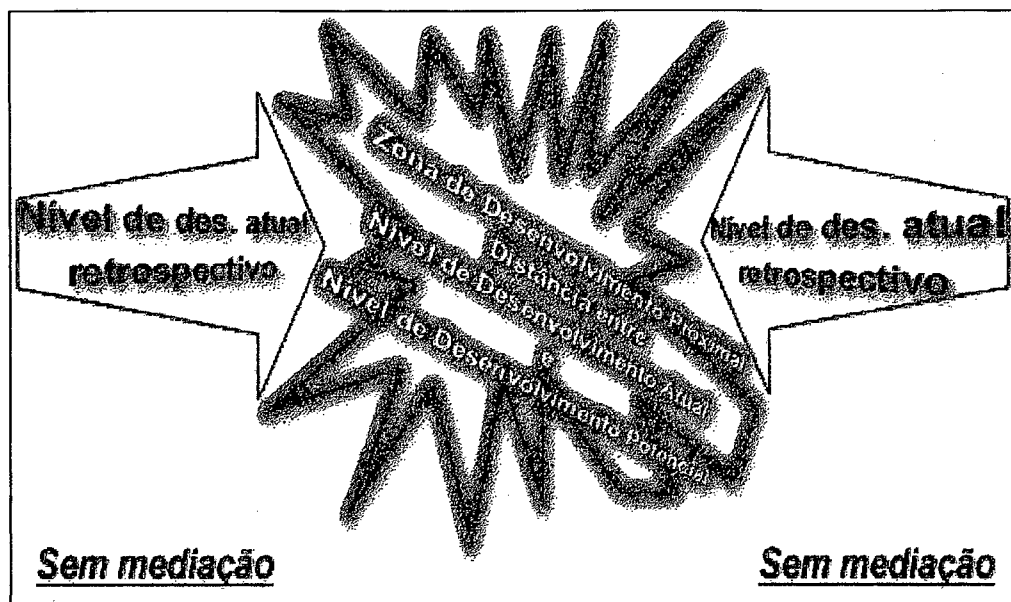 Nível de des. atual
retrospectivo
Zona de Desenvolvimento Proximal
Distância entre
Nível de Desenvolvimento Atual
e
Nível de Desenvolvimento Potencial
Nível de des. atual
retrospectivo
Sem mediação
Sem mediação